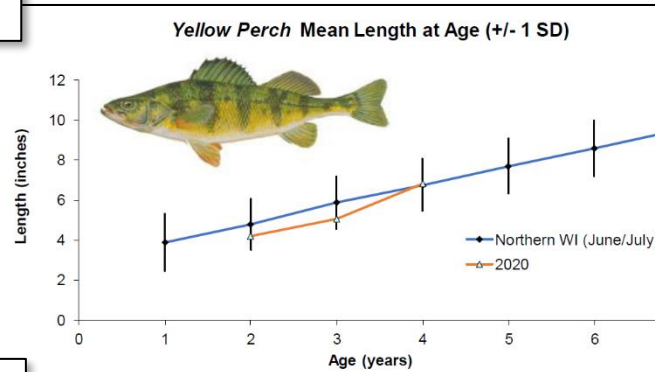 Yellow Perch Mean Length at Age (+/- 1 SD)
12
10
8
6
4
2
0
Length (inches)
0 1 2 3 4 5 6
Age (years)
Northern WI (June/July
2020